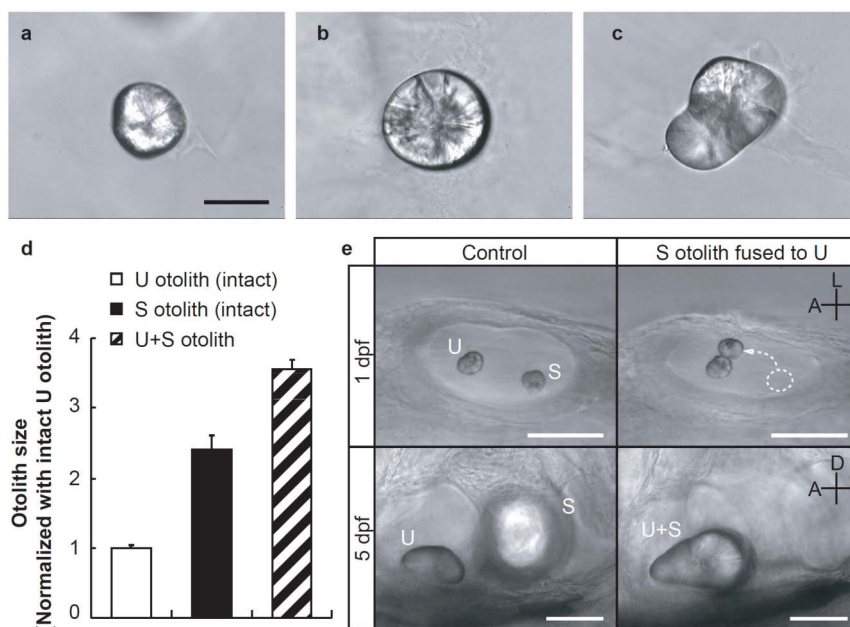 a
b
c
d
U otolith (intact)
S otolith (intact)
U+S otolith
Otolith size
(Normalized with intact U otolith)
4
3
2
1
0
e
Control
S otolith fused to U
1 dpf
U
S
L
A
5 dpf
U
S
U+S
D
A